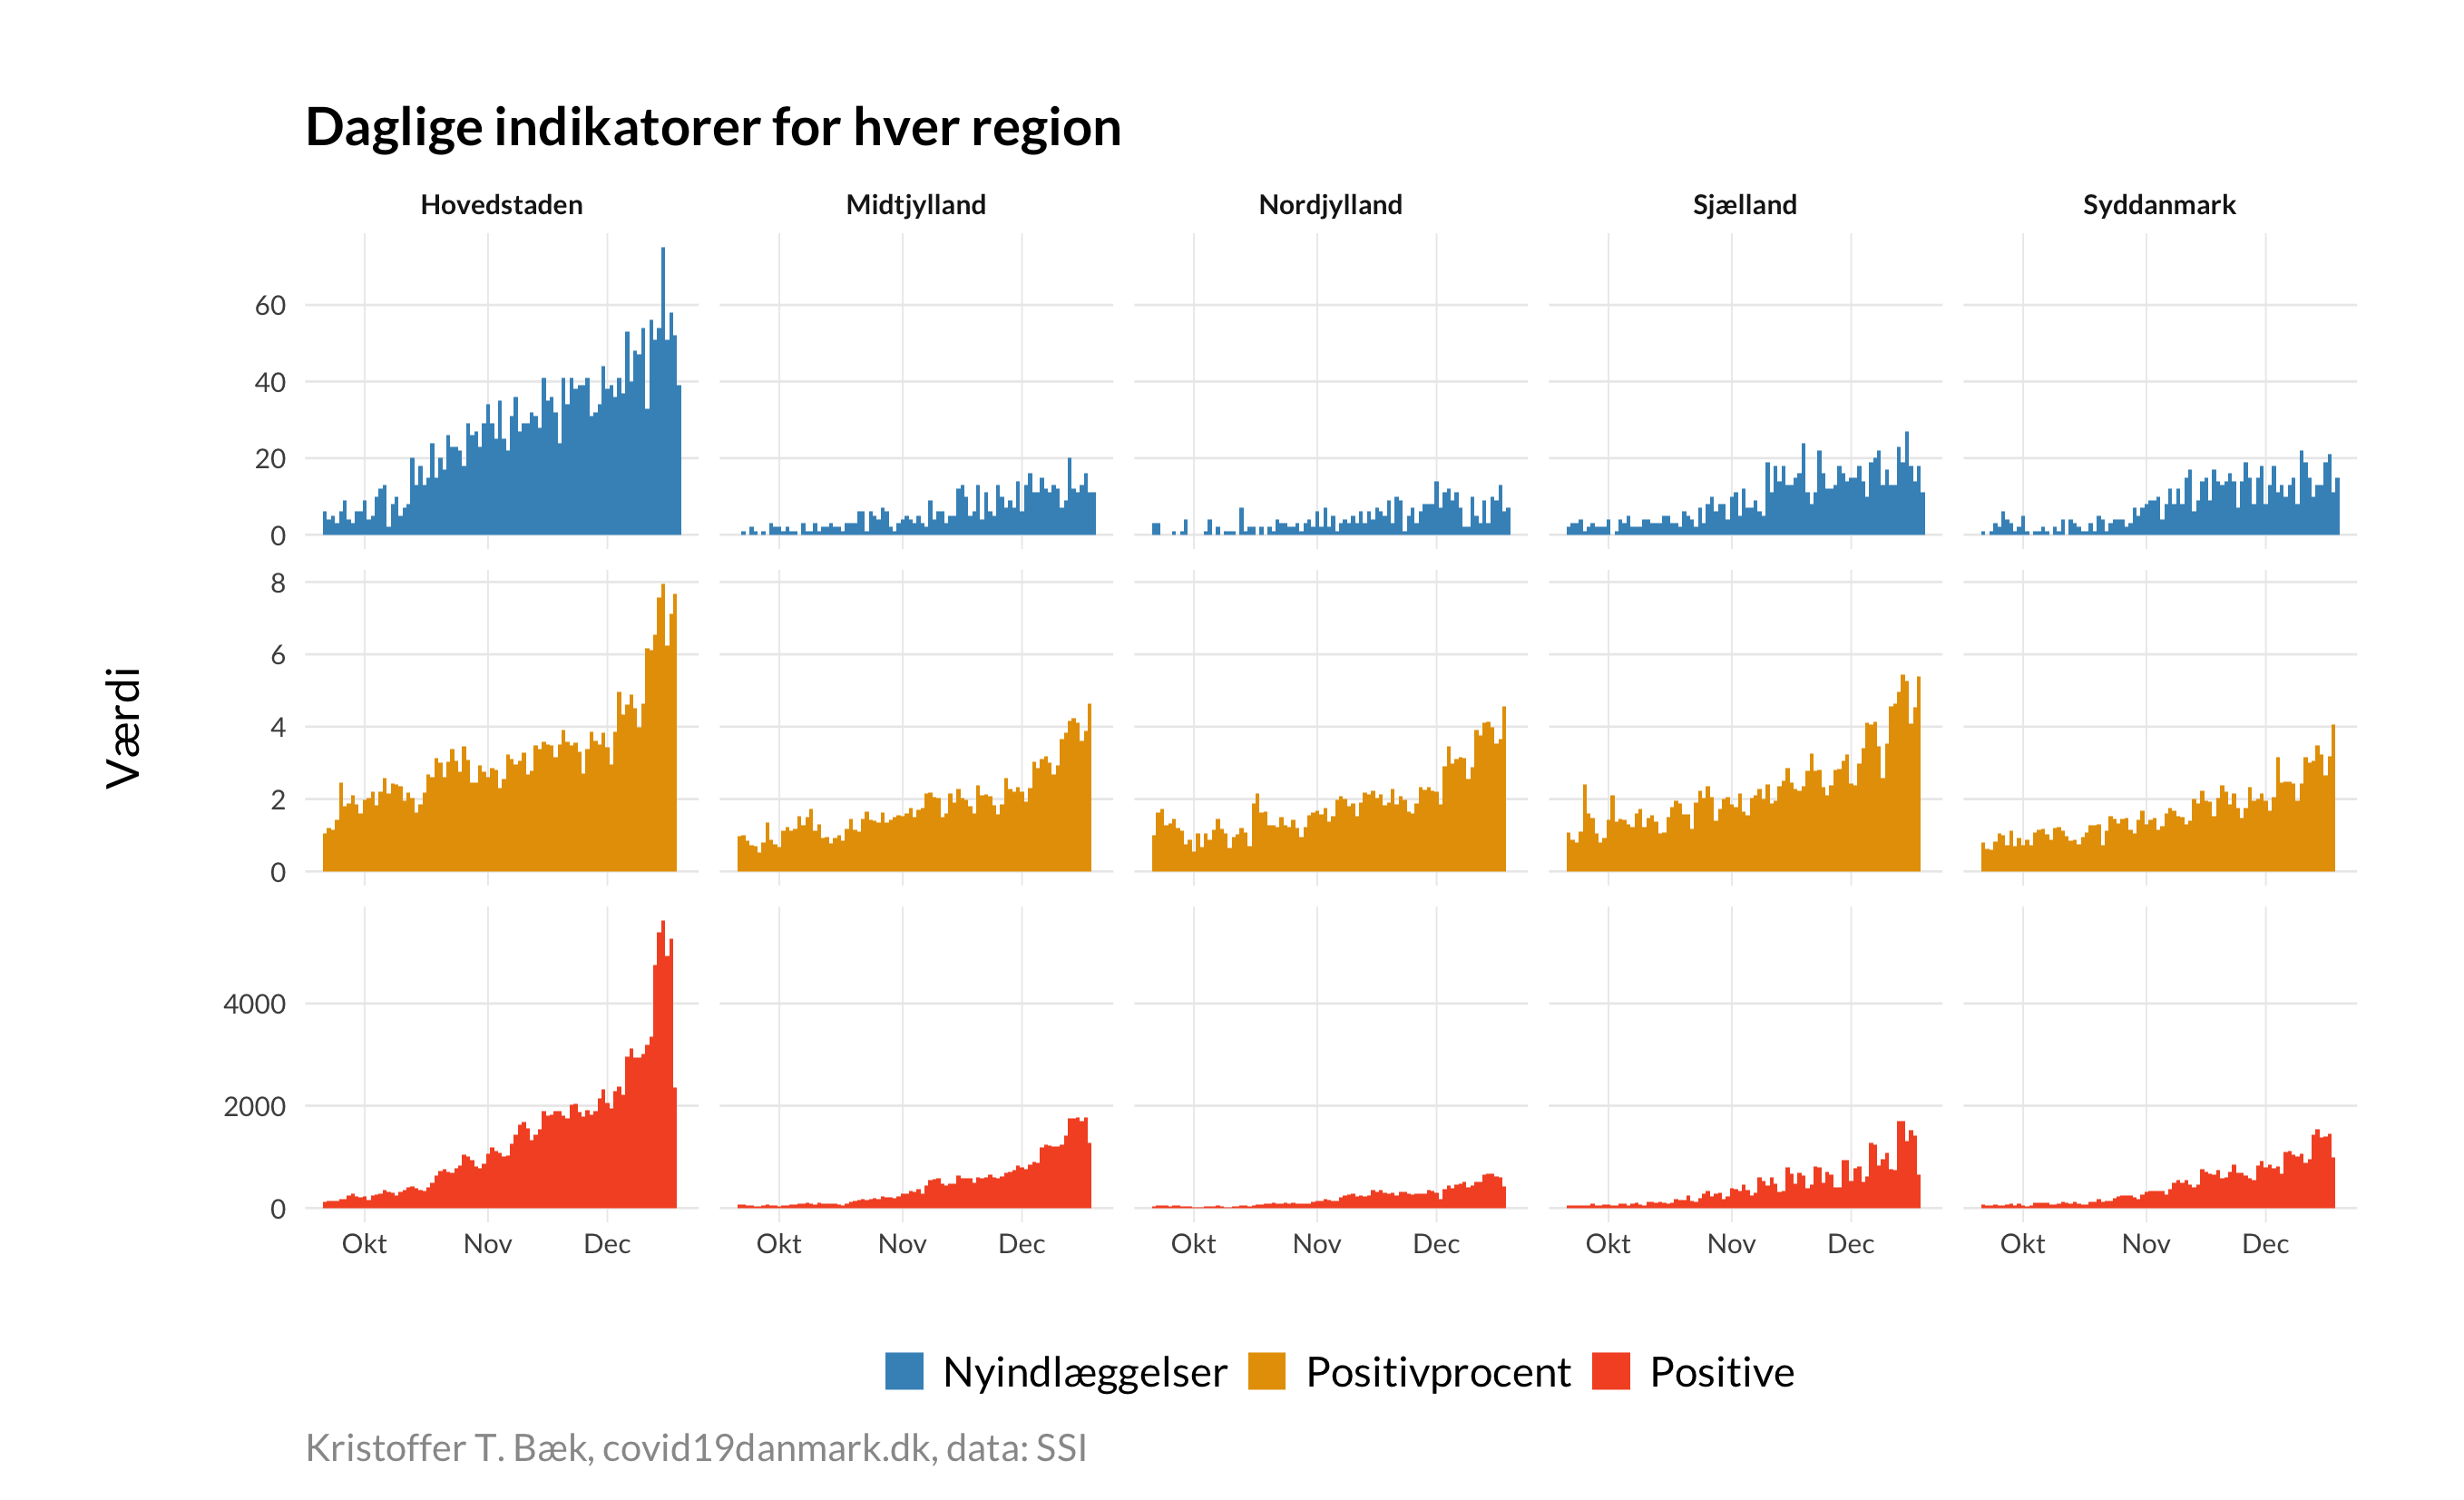 Daglige indikatorer for hver region
Hovedstaden Midtjylland Nordjylland Sjælland Syddanmark
60
40
20
0
8
6
4
2
0
4000
2000
0
Værdi
Okt Nov Dec Okt Nov Dec Okt Nov Dec Okt Nov Dec Okt Nov Dec
Nyindlæggelser Positivprocent Positive
Kristoffer T. Bæk, covid19danmark.dk, data: SSI